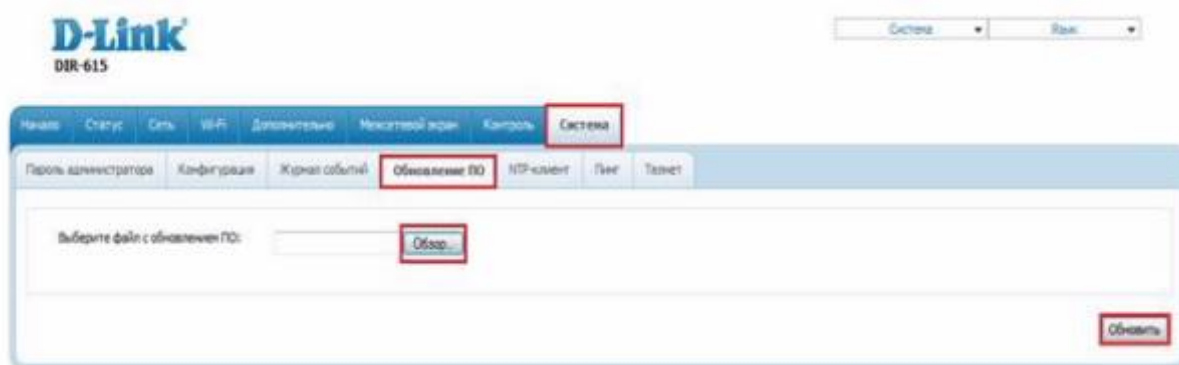 D-Link
DIR-615
Система
Язык
Начало Статус Сеть Wi-Fi Дополнительно Межсетевой экран Контроль Система
Пароль администратора Конфигурация Журнал событий Обновление ПО NTP-клиент Пинг Телнет
Выберите файл с обновлением ПО:
Обзор...
Обновить